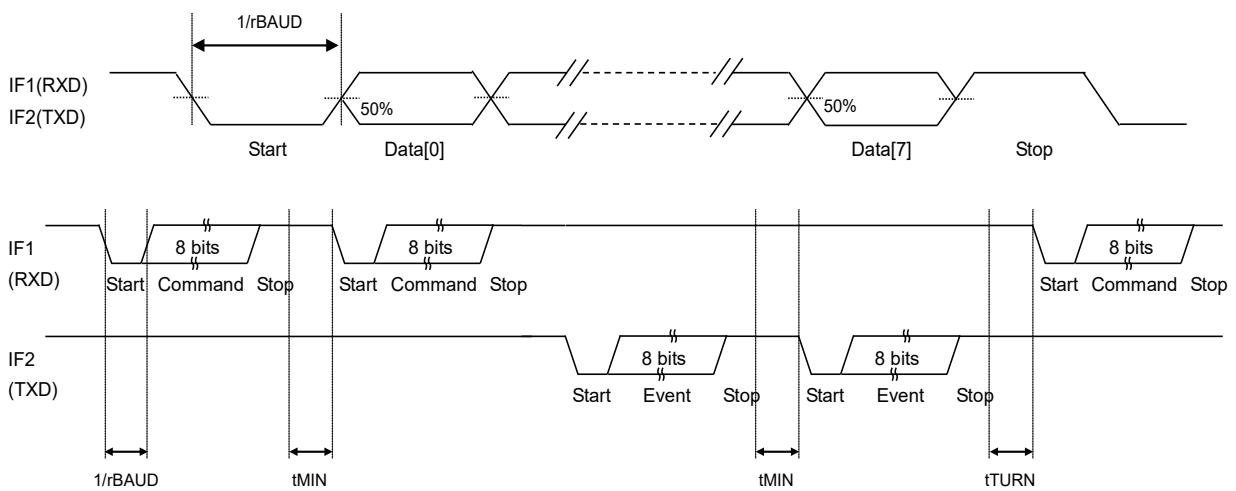 1/rBAUD
IF1(RXD)
IF2(TXD)
50%
50%
Start Data[0] Data[7] Stop
IF1
(RXD)
8 bits 8 bits 8 bits
Start Command Stop Start Command Stop Start Command Stop
IF2
(TXD)
8 bits 8 bits
Start Event Stop Start Event Stop
1/rBAUD tMIN tMIN tTURN